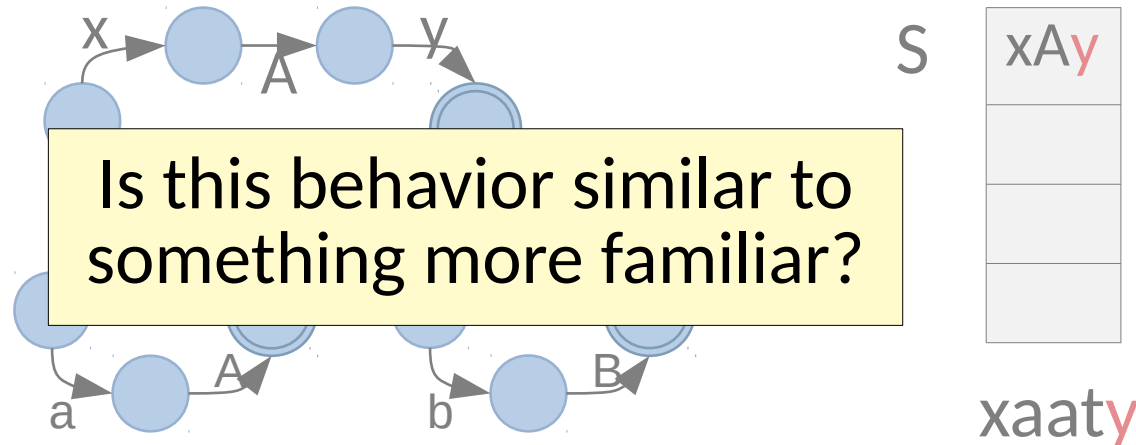 x
A
y
S
xAy
Is this behavior similar to
something more familiar?
a
A
b
B
xaaty